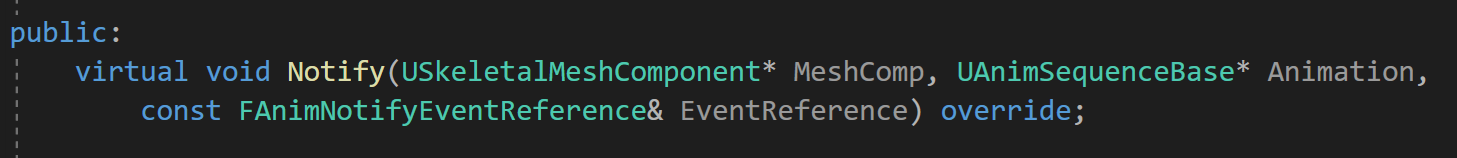 public:
virtual void Notify(USkeletalMeshComponent* MeshComp, UAnimSequenceBase* Animation,
const FAnimNotifyEventReference& EventReference) override;